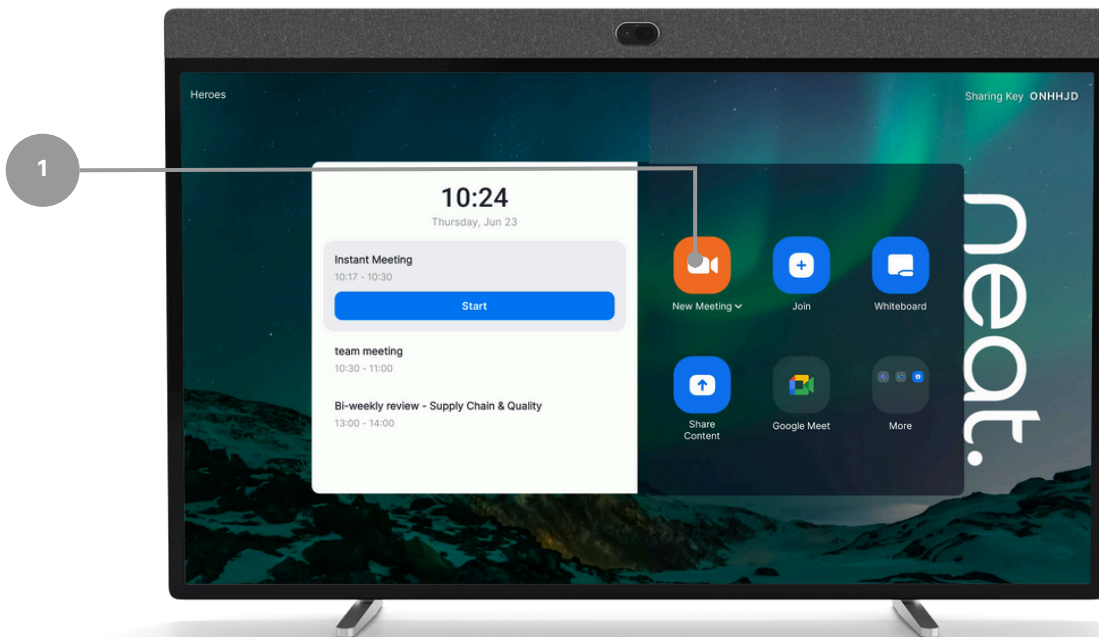 Heroes
Sharing Key ONHHJD
1
10:24
Thursday, Jun 23
Instant Meeting
10:17 - 10:30
Start
team meeting
10:30 - 11:00
Bi-weekly review - Supply Chain & Quality
13:00 - 14:00
New Meeting
Join
Whiteboard
Share
Content
Google Meet
More
neat.